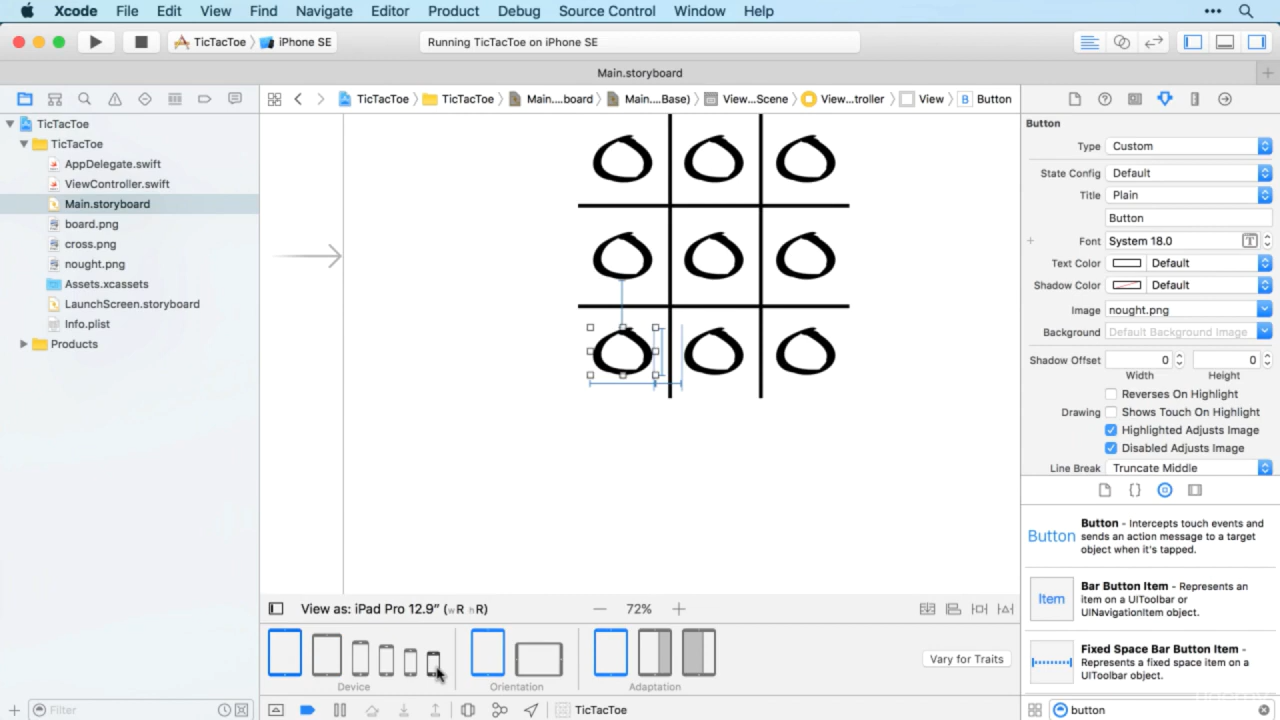 Xcode File Edit View Find Navigate Editor Product Debug Source Control Window Help
TicTacToe iPhone SE Running TicTacToe on iPhone SE
Main.storyboard
TicTacToe TicTacToe Main....board Main....Base) View...Scene View...troller View B Button
TicTacToe
TicTacToe
AppDelegate.swift
ViewController.swift
Main.storyboard
board.png
cross.png
nought.png
Assets.xcassets
LaunchScreen.storyboard
Info.plist
Products
Filter
View as: iPad Pro 12.9" (wR hR) 72%
Device Orientation Adaptation
Vary for Traits
TicTacToe
Button
Type Custom
State Config Default
Title Plain
Button
Font System 18.0 T
Text Color Default
Shadow Color Default
Image nought.png
Background Default Background Image
Shadow Offset 0 0
Width Height
Reverses On Highlight
Drawing Shows Touch On Highlight
Highlighted Adjusts Image
Disabled Adjusts Image
Line Break Truncate Middle
Button Button - Intercepts touch events and
sends an action message to a target
object when it's tapped.
Item Bar Button Item - Represents an
item on a UIToolbar or
UINavigationItem object.
Fixed Space Bar Button Item -
Represents a fixed space item on a
UIToolbar object.
button